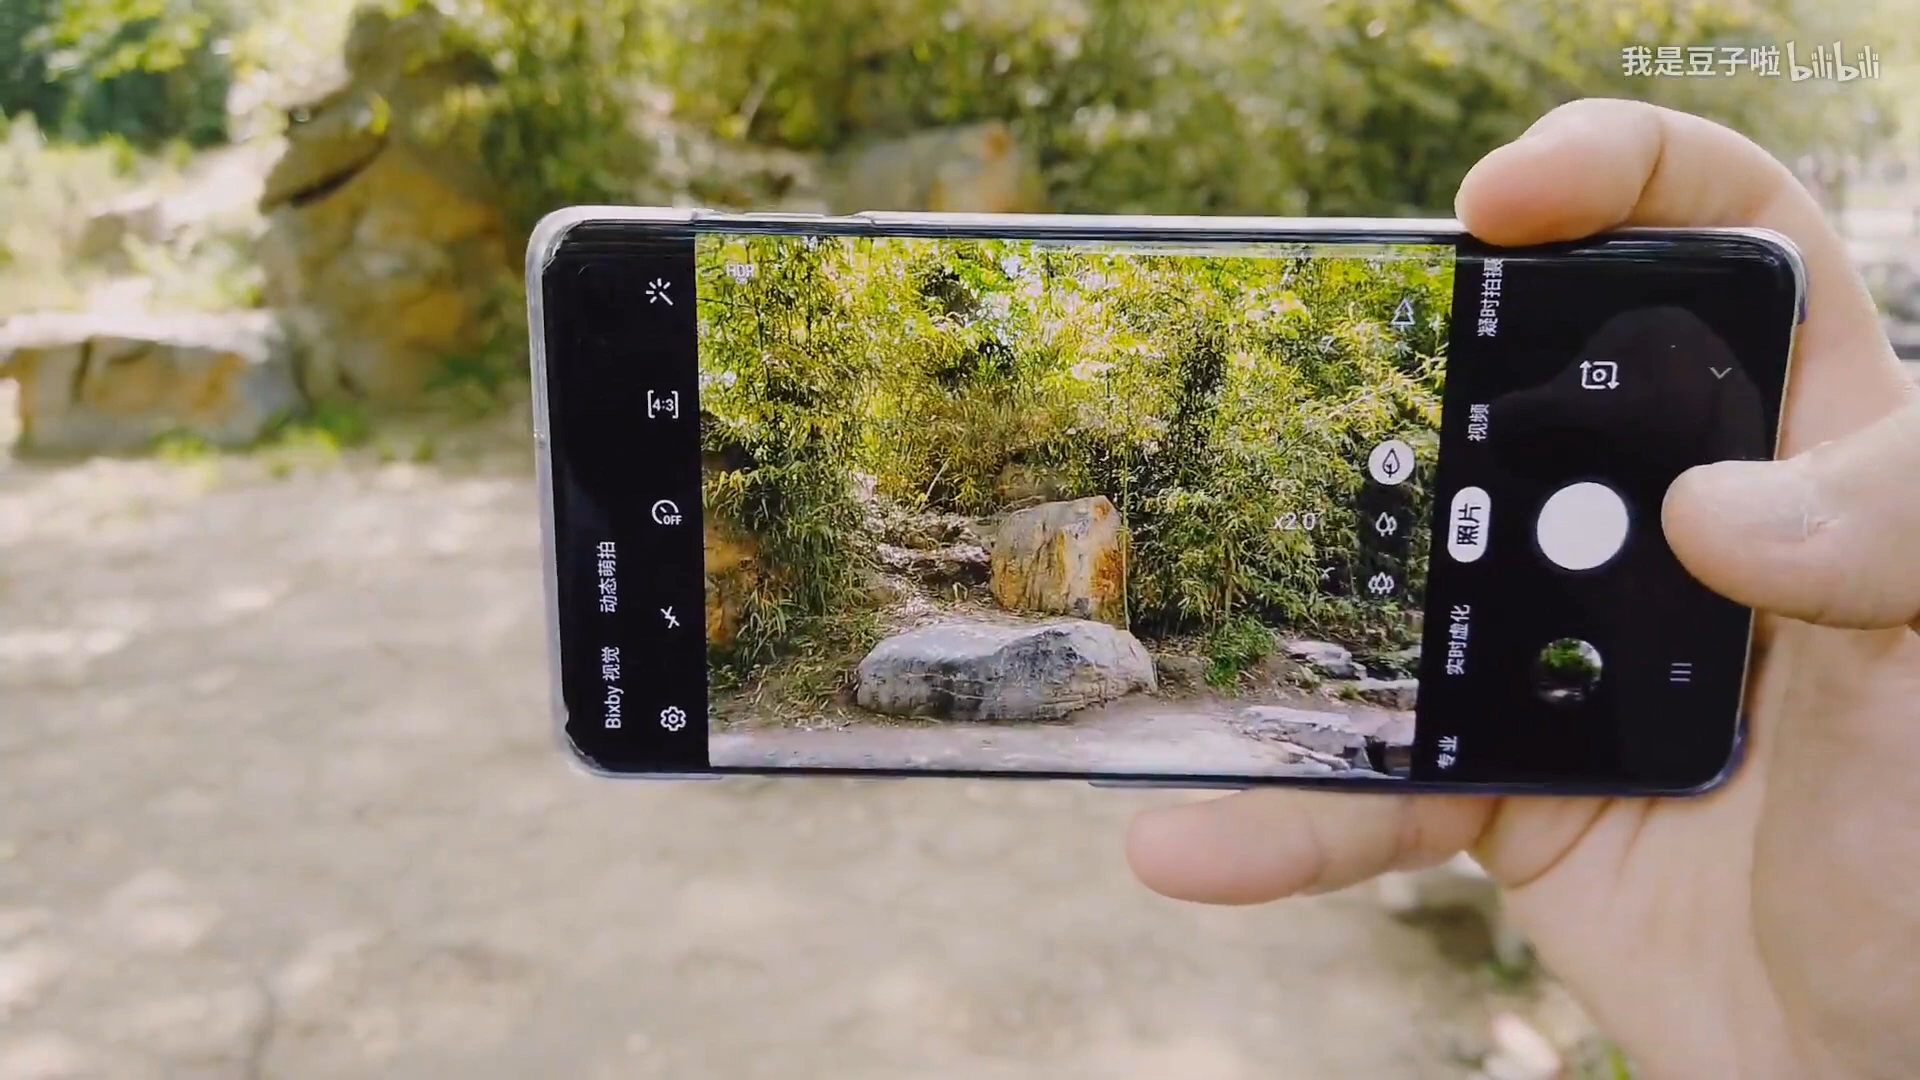 我是豆子啦 bilibili
HDR
4:3
OFF
动态萌拍
Bixby 视觉
x2.0
凝时拍摄
视频
照片
实时虚化
专业